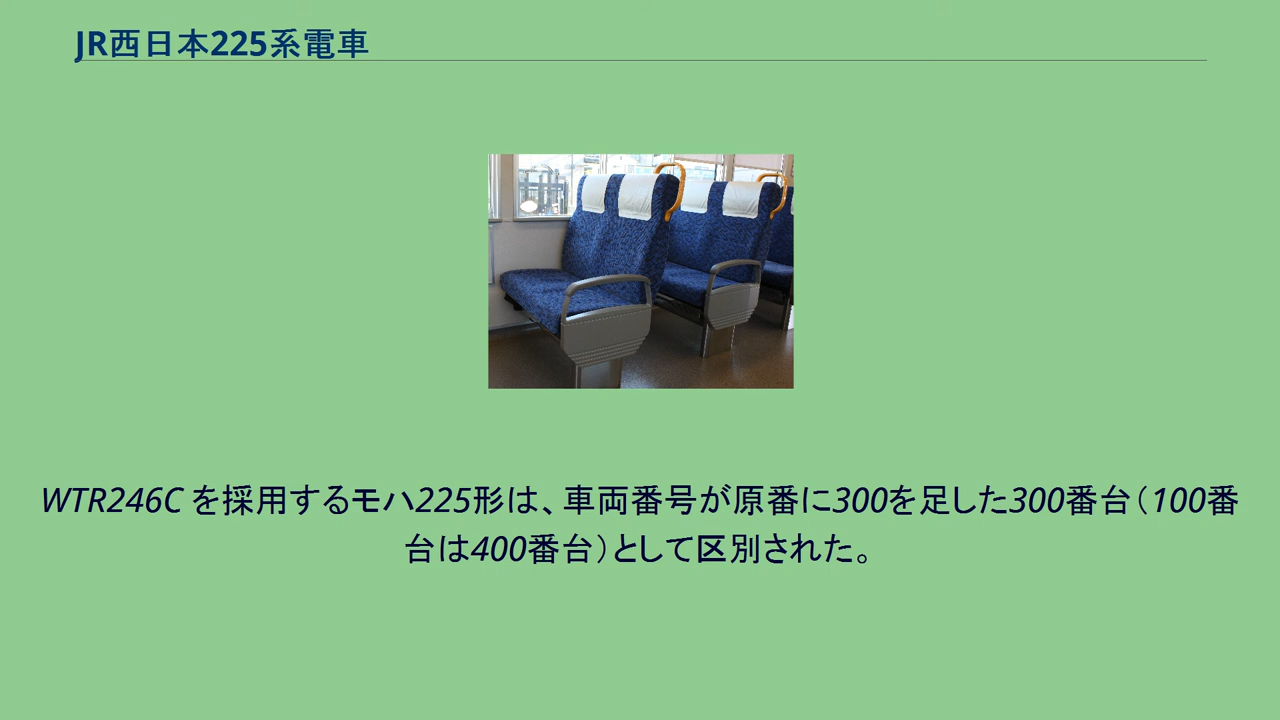 JR西日本225系電車
WTR246C を採用するモハ225形は、車両番号が原番に300を足した300番台（100番
台は400番台）として区別された。